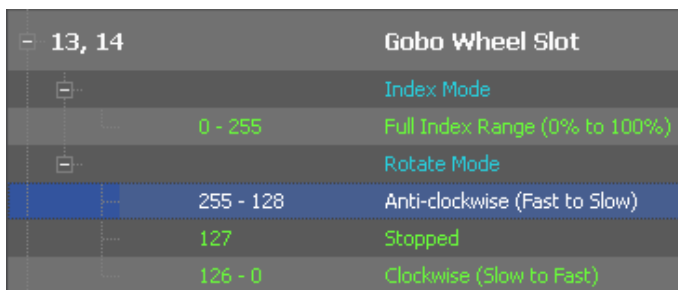 13, 14 Gobo Wheel Slot
Index Mode
0 - 255 Full Index Range (0% to 100%)
Rotate Mode
255 - 128 Anti-clockwise (Fast to Slow)
127 Stopped
126 - 0 Clockwise (Slow to Fast)